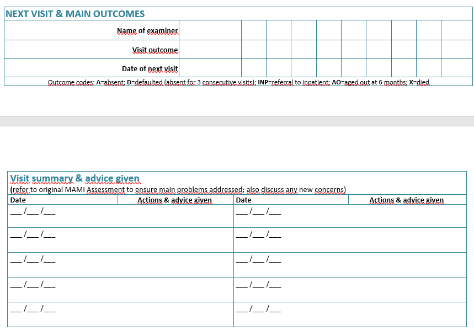 NEXT VISIT & MAIN OUTCOMES
Name of examiner
Visit outcome
Date of next visit
Outcome codes: A=absent; D=defaulted (absent for 3 consecutive visits); INP=referral to inpatient; AO=aged out at 6 months; X=died
Visit summary & advice given
(refer to original MAMI Assessment to ensure main problems addressed; also discuss any new concerns)
Date Actions & advice given Date Actions & advice given
__/__/__ __/__/__
__/__/__ __/__/__
__/__/__ __/__/__
__/__/__ __/__/__
__/__/__ __/__/__